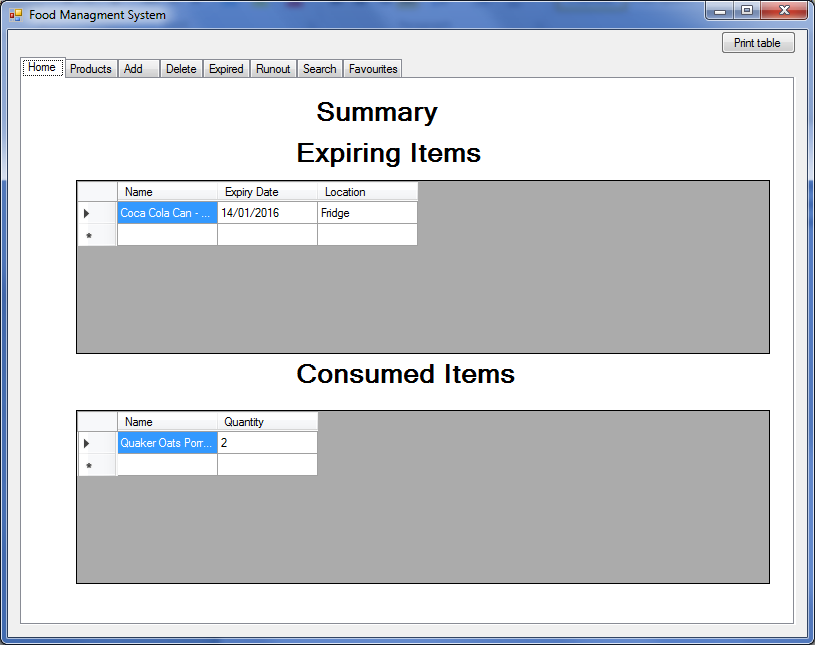 Food Managment System
Print table
Home Products Add Delete Expired Runout Search Favourites
Summary
Expiring Items
Name Expiry Date Location
Coca Cola Can - ... 14/01/2016 Fridge
Consumed Items
Name Quantity
Quaker Oats Porr... 2